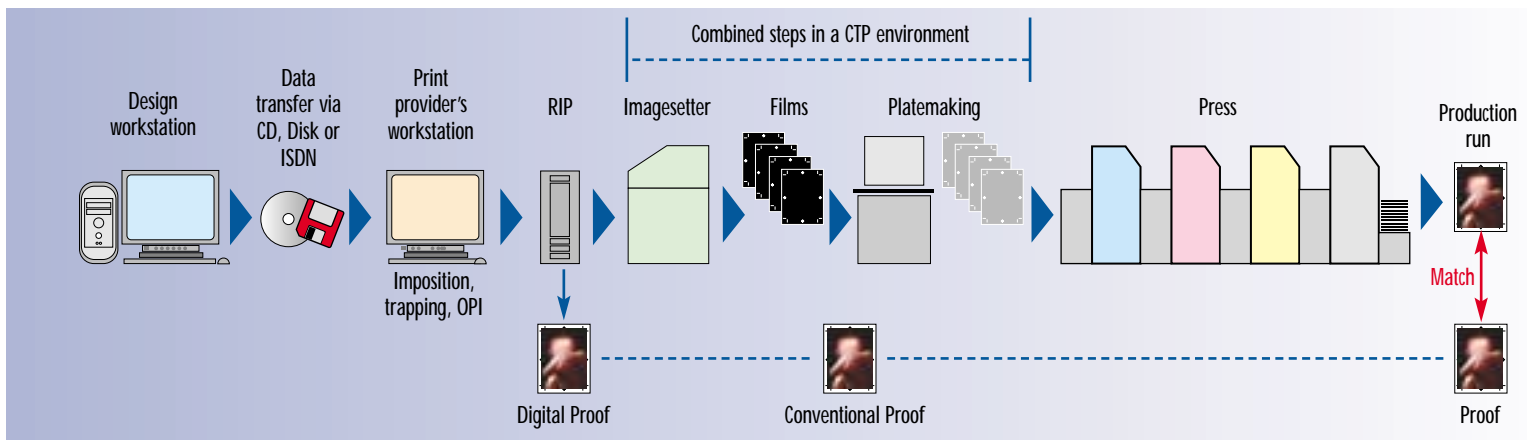 Combined steps in a CTP environment
Design
workstation
Data
transfer via
CD, Disk or
ISDN
Print
provider's
workstation
RIP
Imagesetter
Films
Platemaking
Press
Production
run
Imposition,
trapping, OPI
Match
Digital Proof
Conventional Proof
Proof